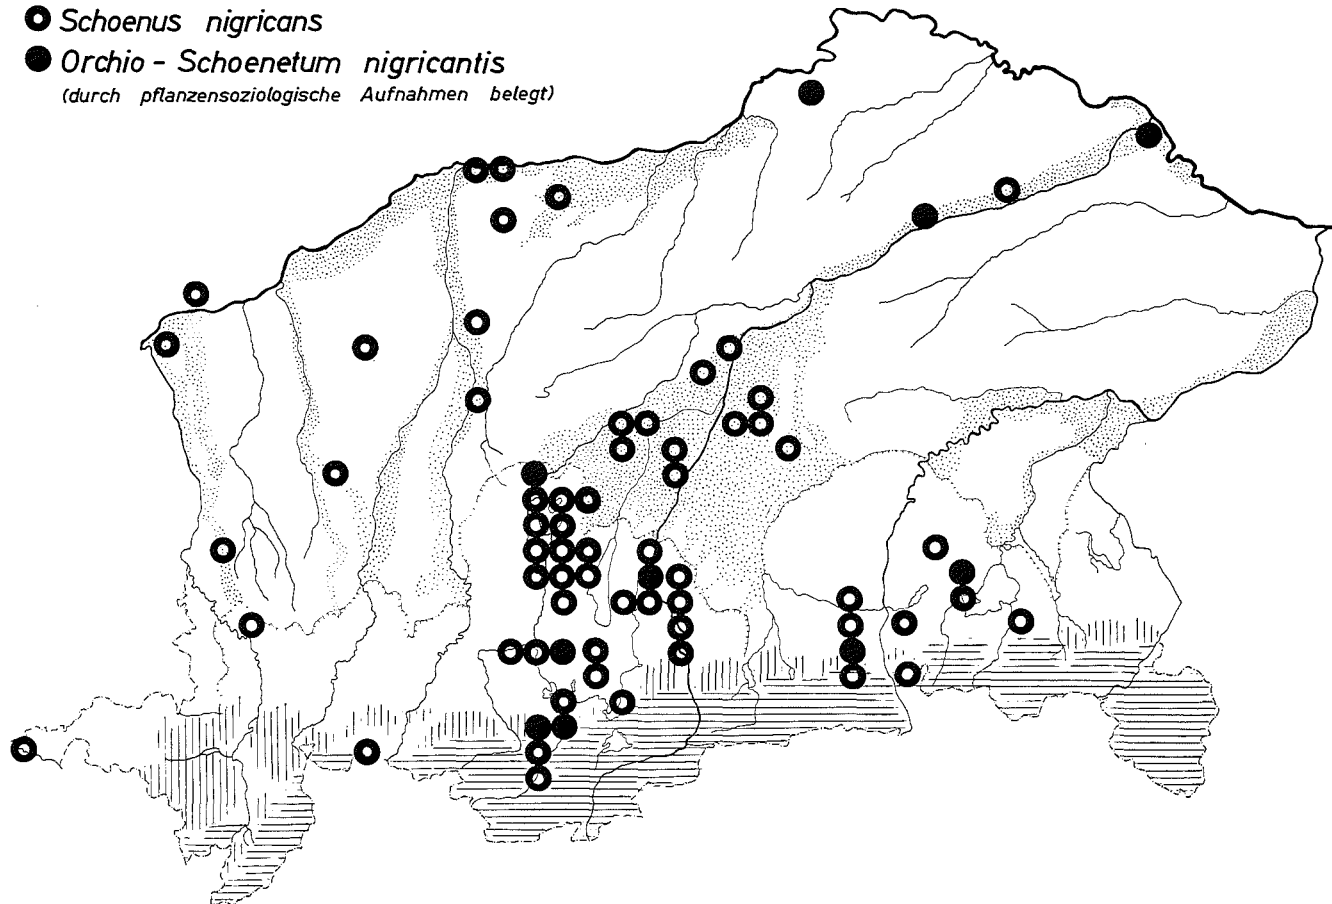 Schoenus nigricans
Orchio - Schoenetum nigricantis
(durch pflanzensoziologische Aufnahmen belegt)